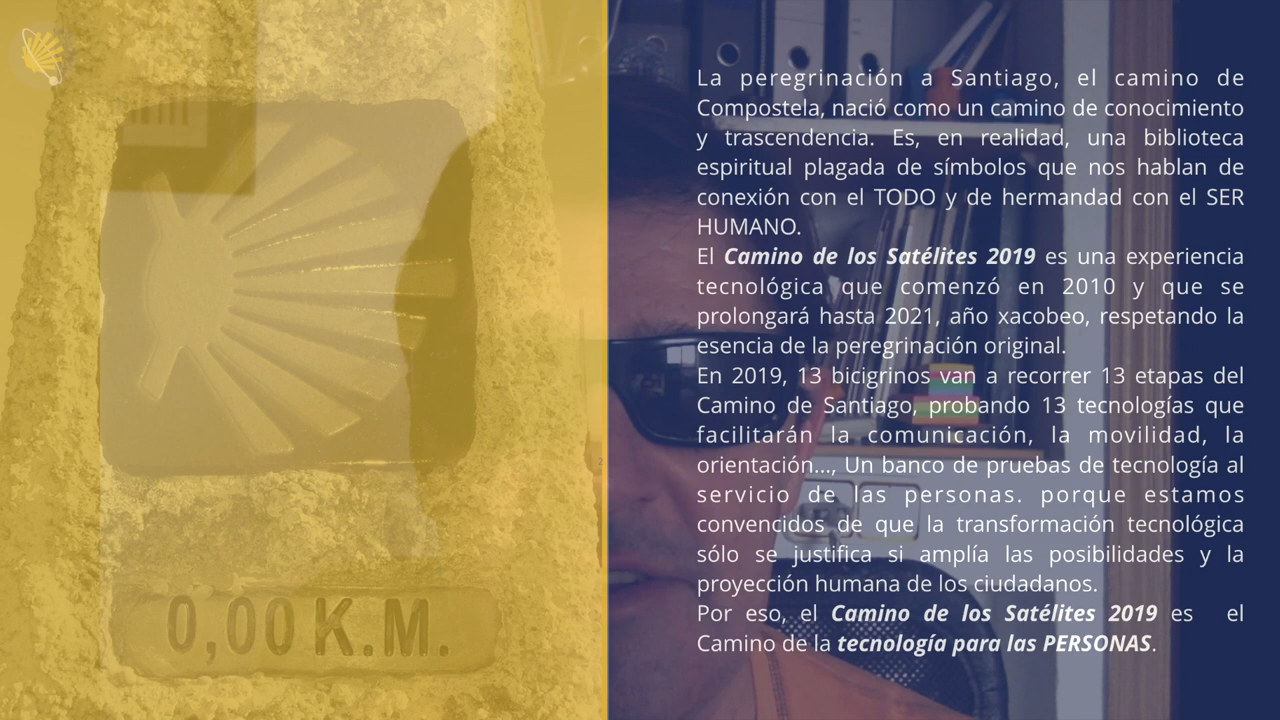 0,00 K.M.
La peregrinación a Santiago, el camino de
Compostela, nació como un camino de conocimiento
y trascendencia. Es, en realidad, una biblioteca
espiritual plagada de símbolos que nos hablan de
conexión con el TODO y de hermandad con el SER
HUMANO.
El Camino de los Satélites 2019 es una experiencia
tecnológica que comenzó en 2010 y que se
prolongará hasta 2021, año xacobeo, respetando la
esencia de la peregrinación original.
En 2019, 13 bicigrinos van a recorrer 13 etapas del
Camino de Santiago, probando 13 tecnologías que
facilitarán la comunicación, la movilidad, la
orientación..., Un banco de pruebas de tecnología al
servicio de las personas. porque estamos
convencidos de que la transformación tecnológica
sólo se justifica si amplía las posibilidades y la
proyección humana de los ciudadanos.
Por eso, el Camino de los Satélites 2019 es el
Camino de la tecnología para las PERSONAS.
2